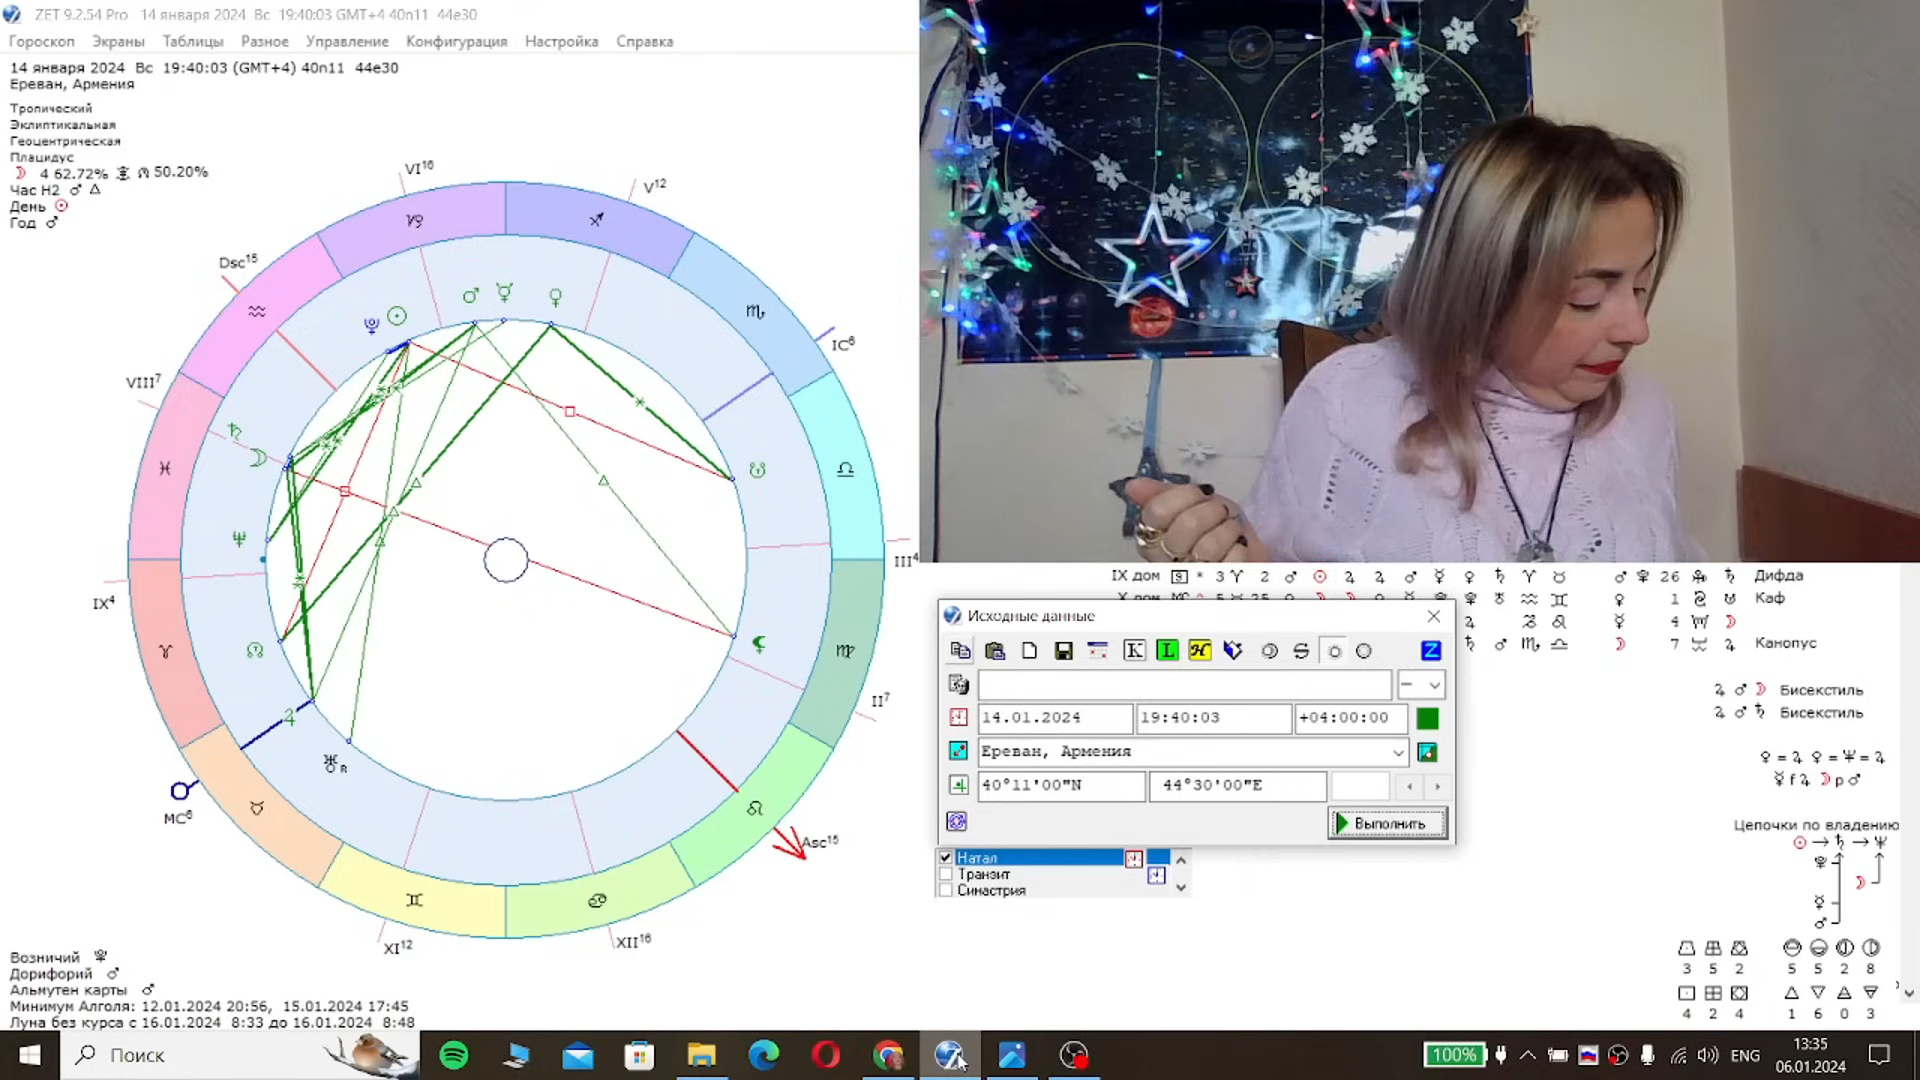 ZET 9.2.54 Pro 14 января 2024 Вс 19:40:03 GMT+4 40n11 44e30
Гороскоп Экраны Таблицы Разное Управление Конфигурация Настройка Справка
14 января 2024 Вс 19:40:03 (GMT+4) 40n11 44e30
Ереван, Армения
Тропический
Эклиптикальная
Геоцентрическая
Плацидус
4 62.72% 50.20%
Час H2
День
Год
VI16
V12
Dsc15
IC6
VIII7
III4
IX4
II7
R
MC6
Asc15
XI12
XII16
Возничий
Дорифорий
Альмутен карты
Минимум Алголя: 12.01.2024 20:56, 15.01.2024 17:45
Луна без курса с 16.01.2024 8:33 до 16.01.2024 8:48
IX дом 3 2 26 Дифда
X дом MC 5 25 1 Каф
4
7 Канопус
Бисекстиль
Бисекстиль
Цепочки по владению
3 5 2 5 5 2 8
4 2 4 1 6 0 3
Исходные данные
K L H Z
14.01.2024 19:40:03 +04:00:00
Ереван, Армения
40°11'00"N 44°30'00"E
Выполнить
Натал
Транзит
Синастрия
Поиск
100% ENG 13:35
06.01.2024